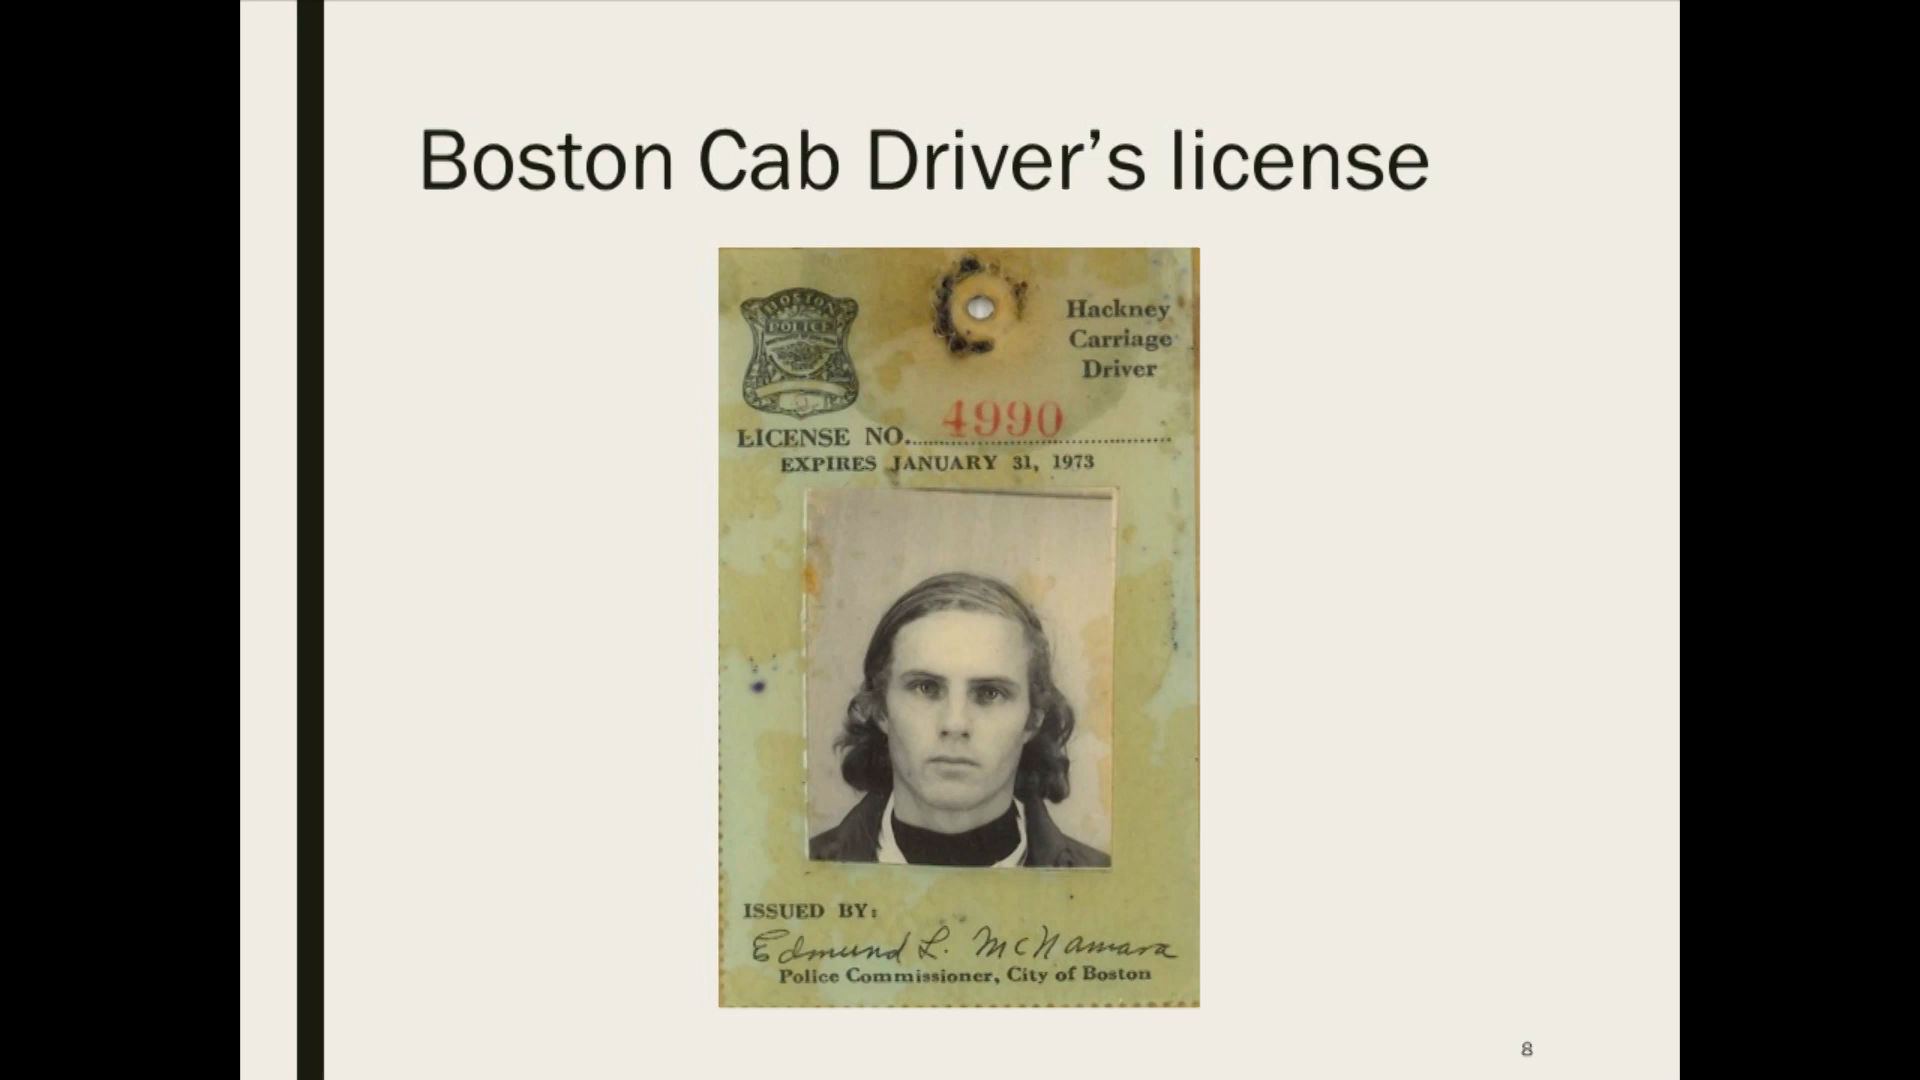 Boston Cab Driver’s license
BOSTON
POLICE
Hackney
Carriage
Driver
LICENSE NO. 4990
EXPIRES JANUARY 31, 1973
ISSUED BY:
Edmund L. McNamara
Police Commissioner, City of Boston
8